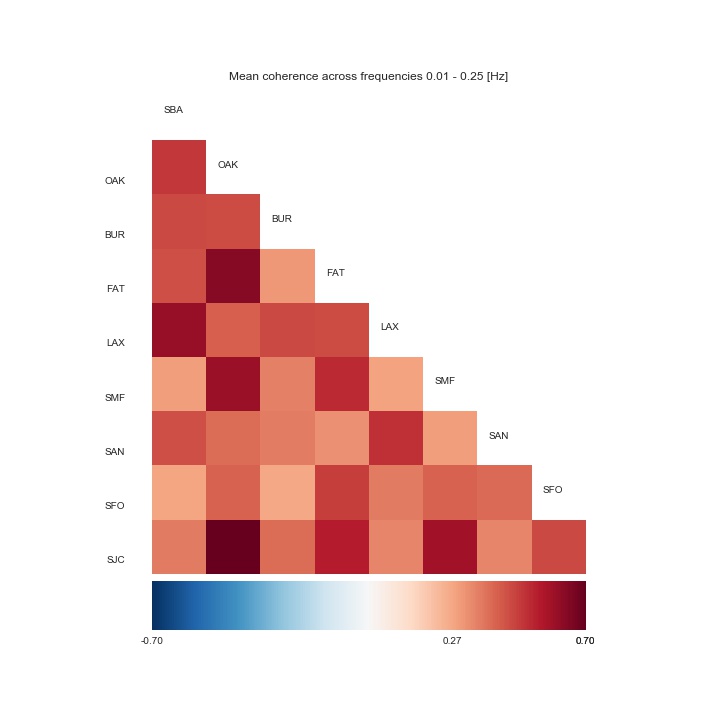 Mean coherence across frequencies 0.01 - 0.25 [Hz]
SBA
OAK
OAK
BUR
BUR
FAT
FAT
LAX
LAX
SMF
SMF
SAN
SAN
SFO
SFO
SJC
-0.70 0.27 0.70